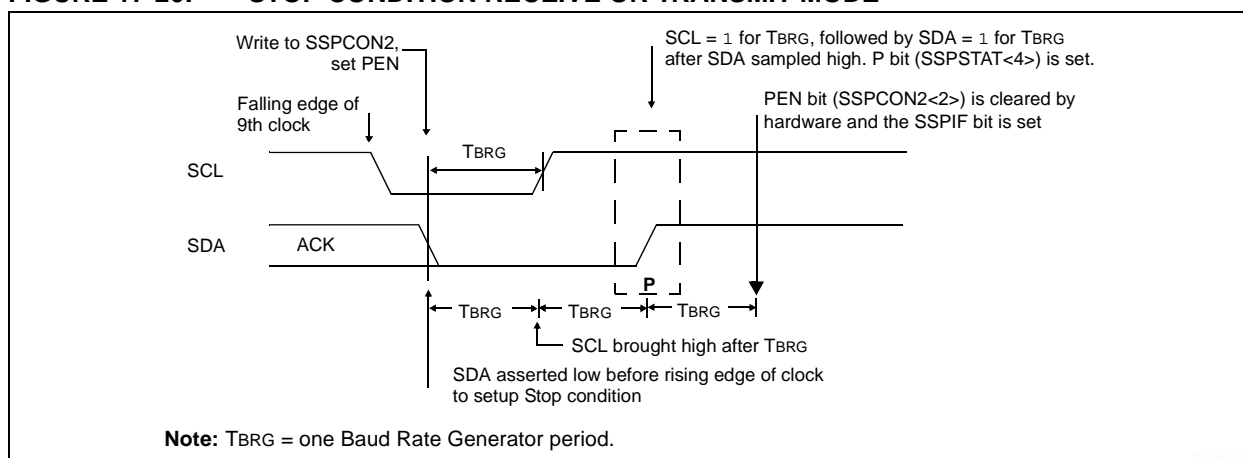 Write to SSPCON2,
set PEN
SCL = 1 for TBRG, followed by SDA = 1 for TBRG
after SDA sampled high. P bit (SSPSTAT<4>) is set.
Falling edge of
9th clock
PEN bit (SSPCON2<2>) is cleared by
hardware and the SSPIF bit is set
TBRG
SCL
SDA
ACK
P
TBRG
TBRG
TBRG
SCL brought high after TBRG
SDA asserted low before rising edge of clock
to setup Stop condition
Note: TBRG = one Baud Rate Generator period.